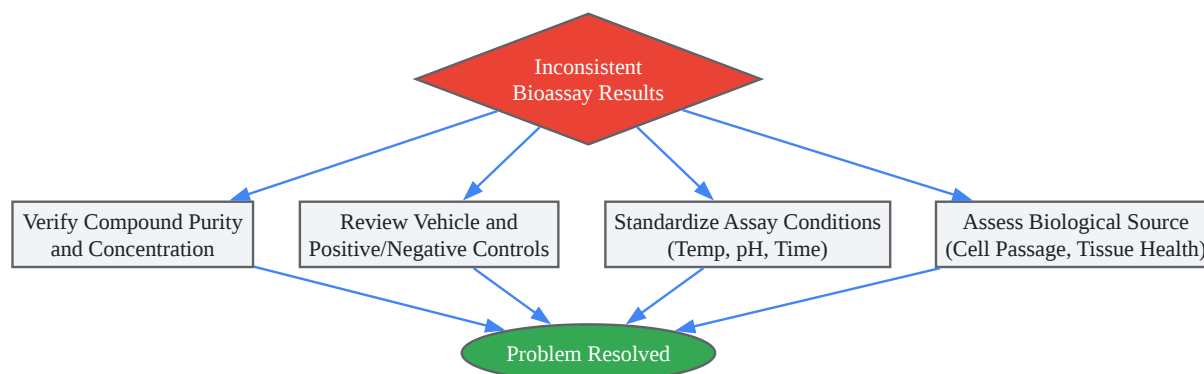 Inconsistent
Bioassay Results
Verify Compound Purity
and Concentration
Review Vehicle and
Positive/Negative Controls
Standardize Assay Conditions
(Temp, pH, Time)
Assess Biological Source
(Cell Passage, Tissue Health)
Problem Resolved